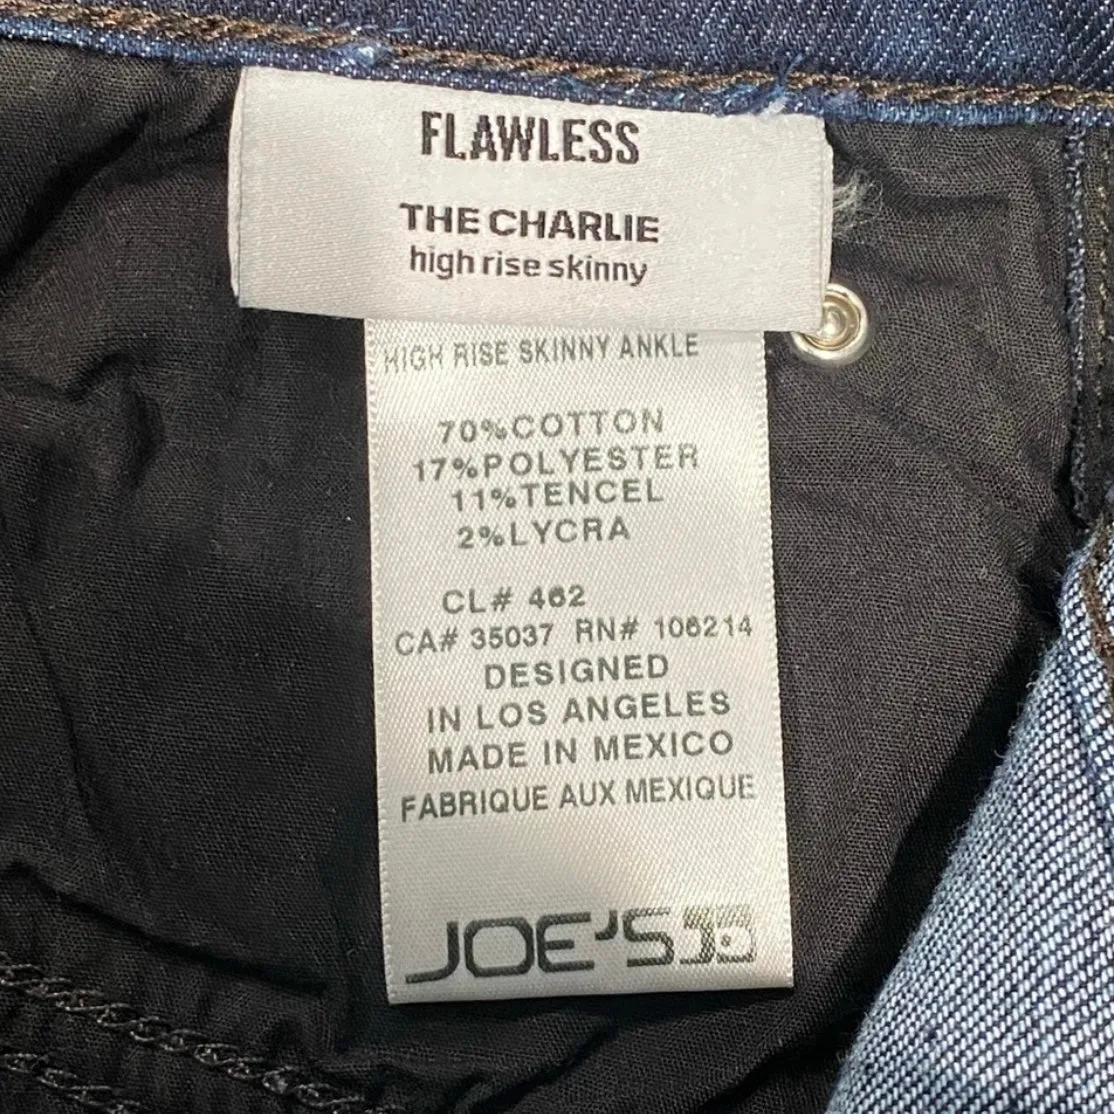 FLAWLESS
THE CHARLIE
high rise skinny
HIGH RISE SKINNY ANKLE
70%COTTON
17%POLYESTER
11%TENCEL
2%LYCRA
CL# 462
CA# 35037 RN# 106214
DESIGNED
IN LOS ANGELES
MADE IN MEXICO
FABRIQUE AUX MEXIQUE
JOE'S